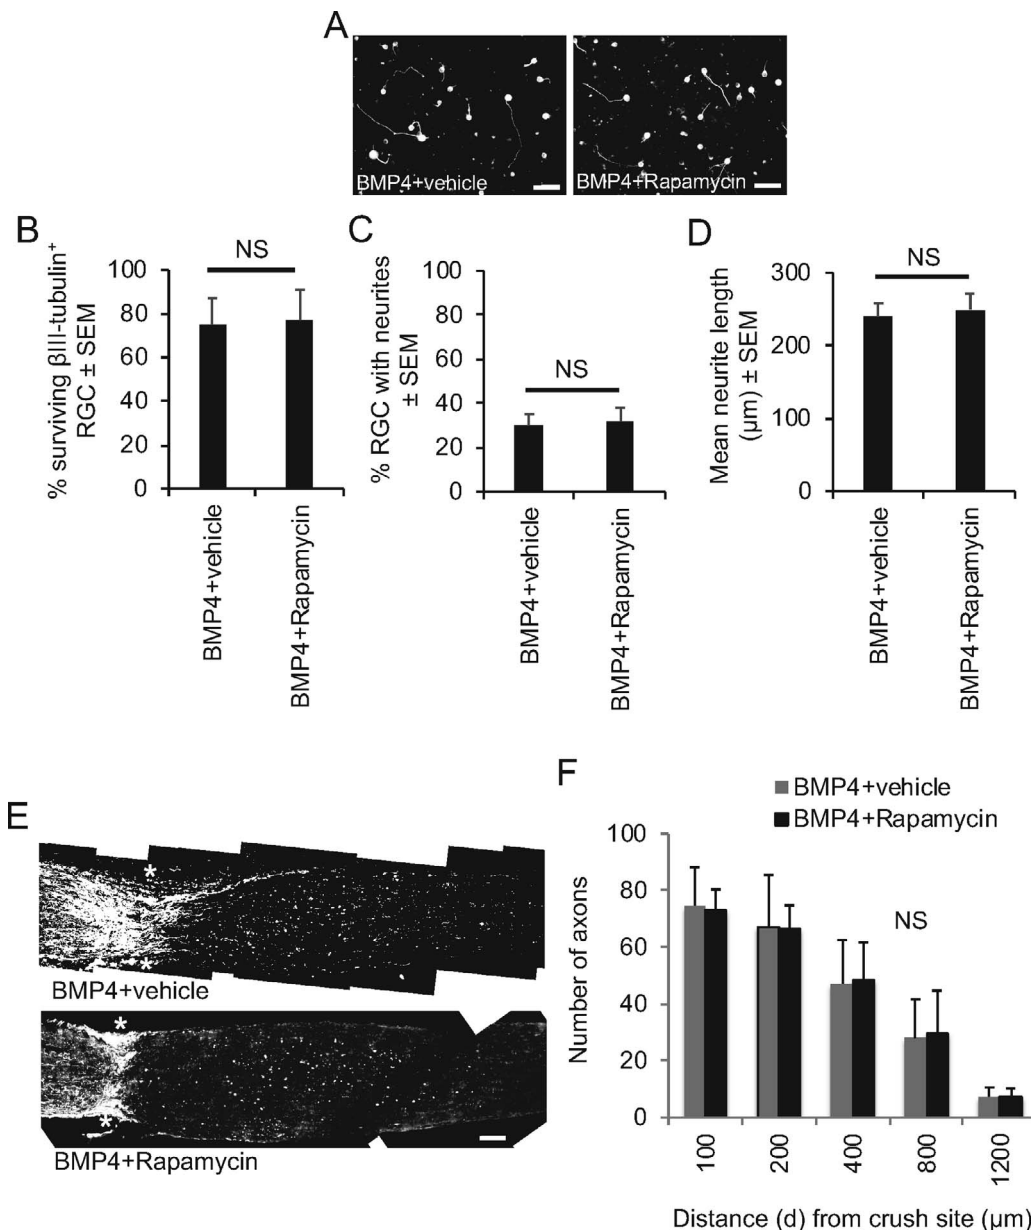 A
BMP4+vehicle
BMP4+Rapamycin
B
NS
% surviving βIII-tubulin⁺
RGC ± SEM
100
80
60
40
20
0
BMP4+vehicle
BMP4+Rapamycin
C
NS
% RGC with neurites
± SEM
100
80
60
40
20
0
BMP4+vehicle
BMP4+Rapamycin
D
NS
Mean neurite length
(µm) ± SEM
300
200
100
0
BMP4+vehicle
BMP4+Rapamycin
E
*
*
BMP4+vehicle
*
*
BMP4+Rapamycin
F
BMP4+vehicle
BMP4+Rapamycin
Number of axons
100
80
60
40
20
0
NS
100
200
400
800
1200
Distance (d) from crush site (µm)